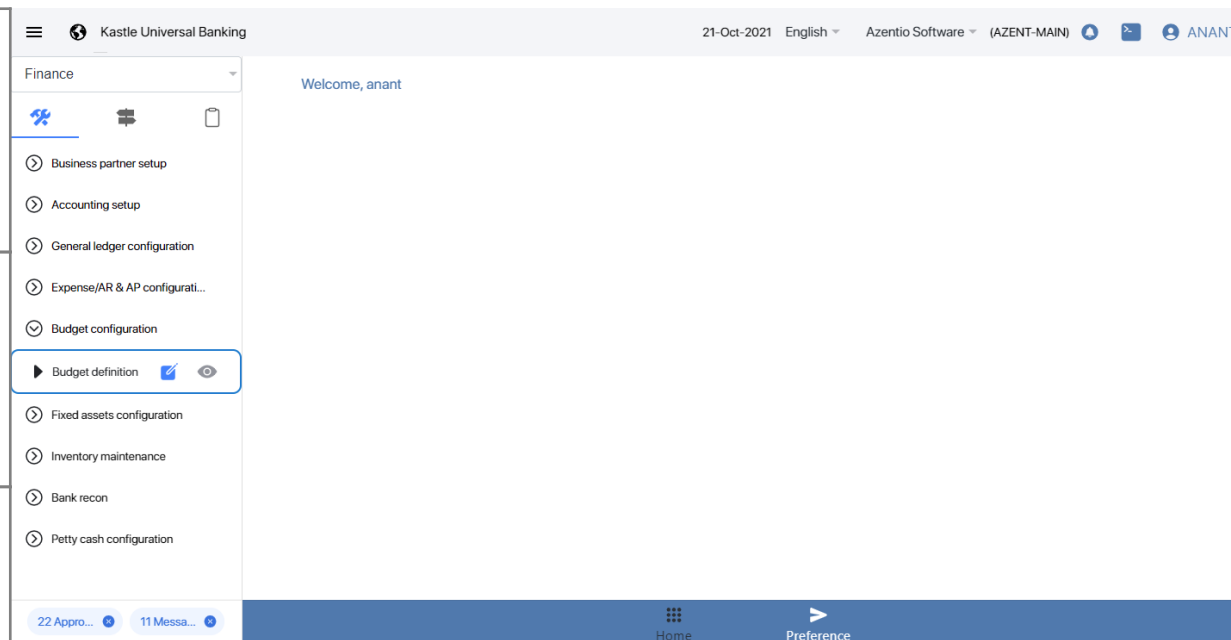 Kastle Universal Banking
21-Oct-2021 English Azentio Software (AZENT-MAIN) ANANT
Finance
Welcome, anant
Business partner setup
Accounting setup
General ledger configuration
Expense/AR & AP configurati...
Budget configuration
Budget definition
Fixed assets configuration
Inventory maintenance
Bank recon
Petty cash configuration
22 Appro... 11 Messa...
Home Preference